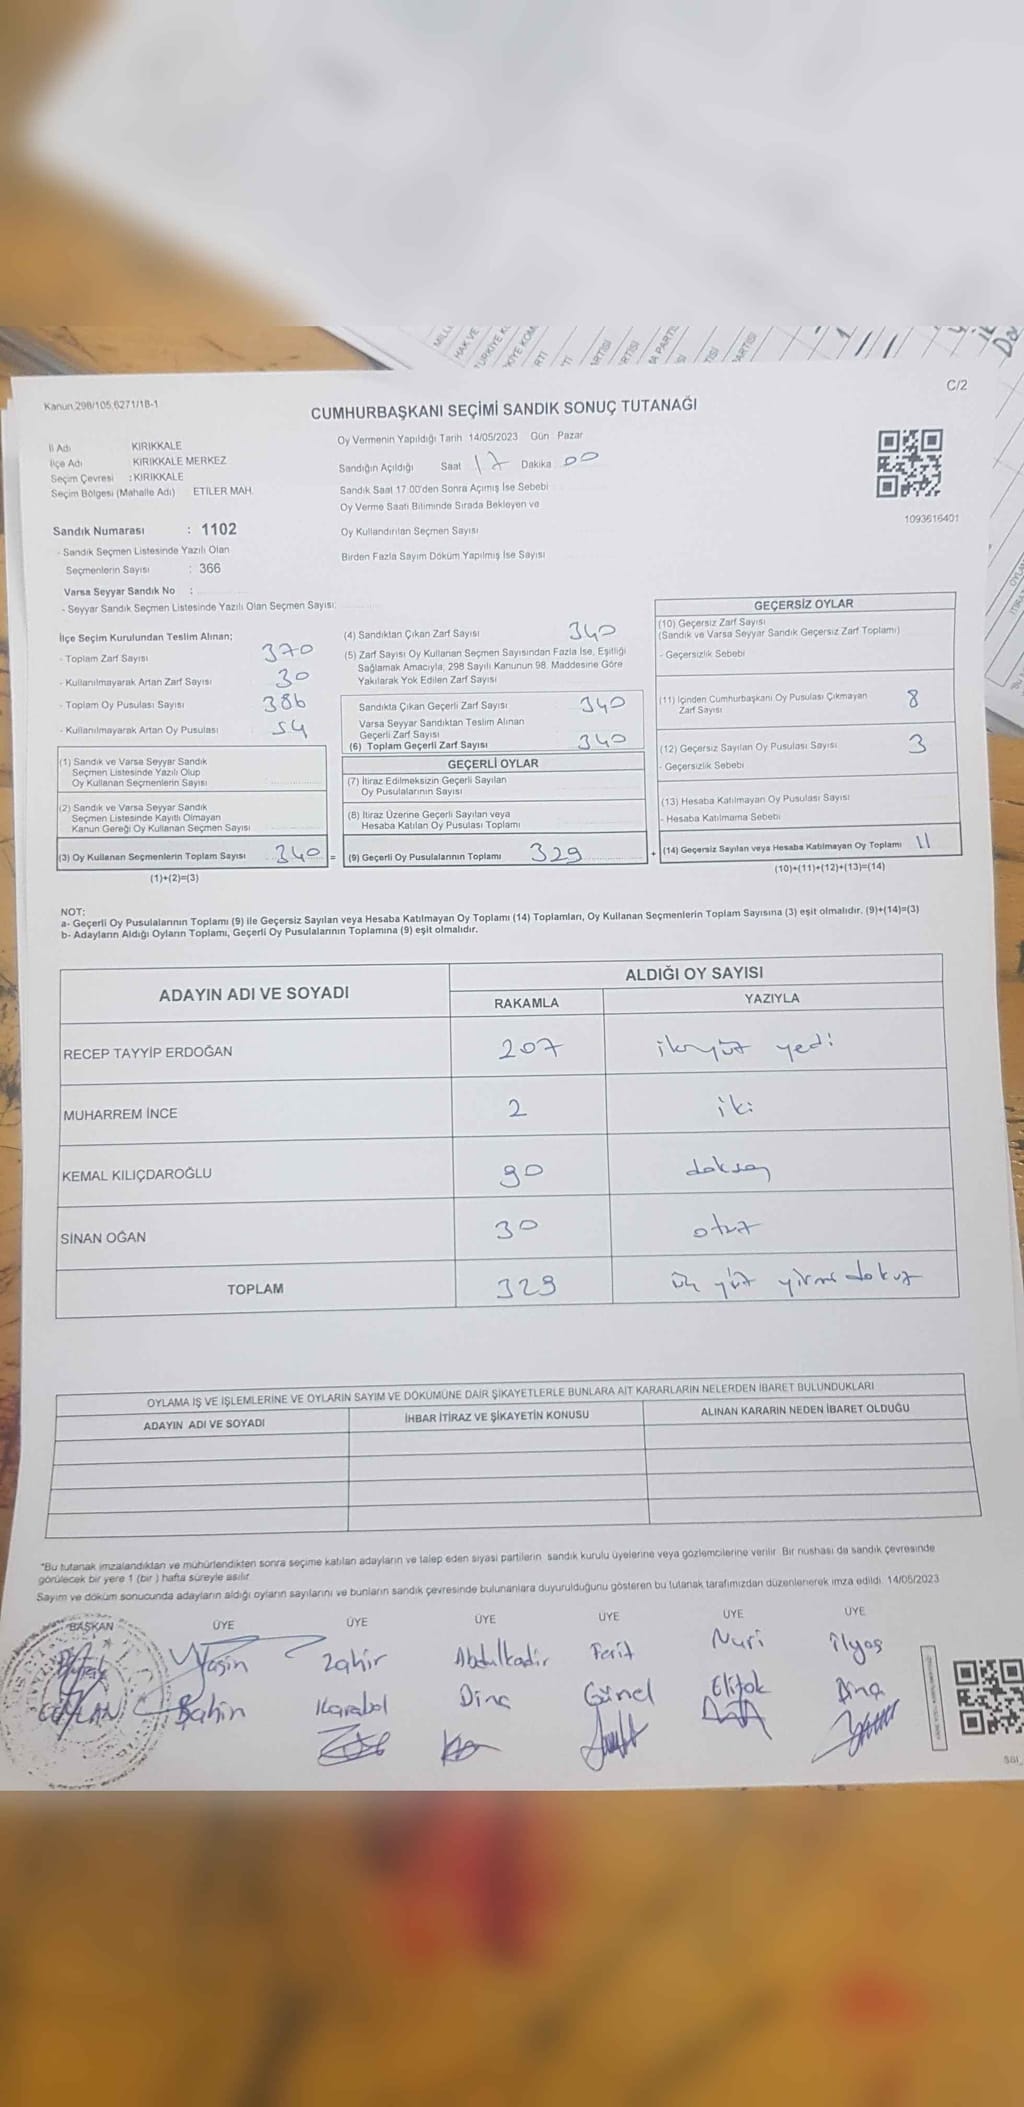 MİLL
HAK VE
TÜRKİYE K
KİYE KOM
RTİ
ARTİSİ
TİSİ
A PARTİ
TİSİ
ARTİSİ
Kanun 298/105,6271/18-1
C/2
CUMHURBAŞKANI SEÇİMİ SANDIK SONUÇ TUTANAĞI
İl Adı KIRIKKALE
İlçe Adı KIRIKKALE MERKEZ
Seçim Çevresi : KIRIKKALE
Seçim Bölgesi (Mahalle Adı) ETİLER MAH.
Sandık Numarası : 1102
- Sandık Seçmen Listesinde Yazılı Olan
Seçmenlerin Sayısı : 366
Varsa Seyyar Sandık No :
- Seyyar Sandık Seçmen Listesinde Yazılı Olan Seçmen Sayısı:
Oy Vermenin Yapıldığı Tarih 14/05/2023 Gün Pazar
Sandığın Açıldığı Saat 17 Dakika 00
Sandık Saat 17.00'den Sonra Açımış İse Sebebi
Oy Verme Saati Bitiminde Sırada Bekleyen ve
Oy Kullandırılan Seçmen Sayısı
Birden Fazla Sayım Döküm Yapılmış İse Sayısı
1093616401
İlçe Seçim Kurulundan Teslim Alınan;
- Toplam Zarf Sayısı 370
- Kullanılmayarak Artan Zarf Sayısı 30
- Toplam Oy Pusulası Sayısı 386
- Kullanılmayarak Artan Oy Pusulası 54
(1) Sandık ve Varsa Seyyar Sandık
Seçmen Listesinde Yazılı Olup
Oy Kullanan Seçmenlerin Sayısı
(2) Sandık ve Varsa Seyyar Sandık
Seçmen Listesinde Kayıtlı Olmayan
Kanun Gereği Oy Kullanan Seçmen Sayısı
(3) Oy Kullanan Seçmenlerin Toplam Sayısı 340 =
(1)+(2)=(3)
(4) Sandıktan Çıkan Zarf Sayısı 340
(5) Zarf Sayısı Oy Kullanan Seçmen Sayısından Fazla İse, Eşitliği
Sağlamak Amacıyla, 298 Sayılı Kanunun 98. Maddesine Göre
Yakılarak Yok Edilen Zarf Sayısı
Sandıkta Çıkan Geçerli Zarf Sayısı 340
Varsa Seyyar Sandıktan Teslim Alınan
Geçerli Zarf Sayısı
(6) Toplam Geçerli Zarf Sayısı 340
GEÇERLİ OYLAR
(7) İtiraz Edilmeksizin Geçerli Sayılan
Oy Pusulalarının Sayısı
(8) İtiraz Üzerine Geçerli Sayılan veya
Hesaba Katılan Oy Pusulası Toplamı
(9) Geçerli Oy Pusulalarının Toplamı 329 +
GEÇERSİZ OYLAR
(10) Geçersiz Zarf Sayısı
(Sandık ve Varsa Seyyar Sandık Geçersiz Zarf Toplamı)
- Geçersizlik Sebebi
(11) İçinden Cumhurbaşkanı Oy Pusulası Çıkmayan
Zarf Sayısı 8
(12) Geçersiz Sayılan Oy Pusulası Sayısı 3
- Geçersizlik Sebebi
(13) Hesaba Katılmayan Oy Pusulası Sayısı
- Hesaba Katılmama Sebebi
(14) Geçersiz Sayılan veya Hesaba Katılmayan Oy Toplamı 11
(10)+(11)+(12)+(13)=(14)
NOT:
a- Geçerli Oy Pusulalarının Toplamı (9) ile Geçersiz Sayılan veya Hesaba Katılmayan Oy Toplamı (14) Toplamları, Oy Kullanan Seçmenlerin Toplam Sayısına (3) eşit olmalıdır. (9)+(14)=(3)
b- Adayların Aldığı Oyların Toplamı, Geçerli Oy Pusulalarının Toplamına (9) eşit olmalıdır.
ADAYIN ADI VE SOYADI ALDIĞI OY SAYISI
RAKAMLA YAZIYLA
RECEP TAYYİP ERDOĞAN 207 ikiyüz yedi
MUHARREM İNCE 2 iki
KEMAL KILIÇDAROĞLU 90 doksan
SİNAN OĞAN 30 otuz
TOPLAM 329 üç yüz yirmi dokuz
OYLAMA İŞ VE İŞLEMLERİNE VE OYLARIN SAYIM VE DÖKÜMÜNE DAİR ŞİKAYETLERLE BUNLARA AİT KARARLARIN NELERDEN İBARET BULUNDUKLARI
ADAYIN ADI VE SOYADI İHBAR İTİRAZ VE ŞİKAYETİN KONUSU ALINAN KARARIN NEDEN İBARET OLDUĞU
*Bu tutanak imzalandıktan ve mühürlendikten sonra seçime katılan adayların ve talep eden siyasi partilerin sandık kurulu üyelerine veya gözlemcilerine verilir. Bir nüshası da sandık çevresinde
görülecek bir yere 1 (bir ) hafta süreyle asılır.
Sayım ve döküm sonucunda adayların aldığı oyların sayılarını ve bunların sandık çevresinde bulunanlara duyurulduğunu gösteren bu tutanak tarafımızdan düzenlenerek imza edildi. 14/05/2023
BAŞKAN ÜYE ÜYE ÜYE ÜYE ÜYE ÜYE
Yasin Zahir Abdulkadir Ferit Nuri İlyas
CEYLAN Şahin Karabol Dinç Günel Elitok Dinç